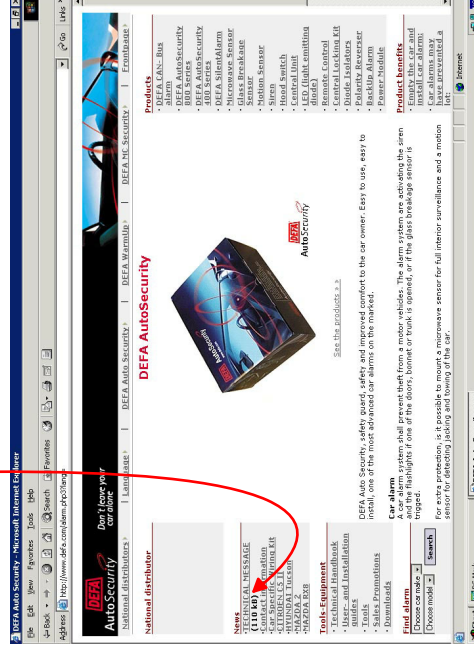 DEFA Auto Security - Microsoft Internet Explorer
File Edit View Favorites Tools Help
Back Search Favorites
Address http://www.defa.com/alarm.php3?lang=
Go Links »
DEFA
AutoSecurity
Don't leave your
car alone
National distributors› | Language› | DEFA Auto Security› | DEFA WarmUp› | DEFA MC Security› | Frontpage›
National distributor
News
·TECHNICAL MESSAGE
(110 kB)
·Contact information
·Car Specific Wiring Kit
·HYUNDAI Tucson
·MAZDA 2
·MAZDA RX8
Tools-Equipment
· Technical Handbook
· User- and Installation
guides
· Tools
· Sales Promotions
· Downloads
Find alarm
Choose car make
Choose model
Search
DEFA AutoSecurity
AutoSecurity
DEFA
AutoSecurity
See the products » »
DEFA Auto Security, safety guard, safety and improved comfort to the car owner. Easy to use, easy to
install, one of the most advanced car alarms on the marked.
Car alarm
A car alarm system shall prevent theft from a motor vehicles. The alarm system are activating the siren
and the flashlights if one of the doors, bonnet or trunk is opened, or if the glass breakage sensor is
trigged.
For extra protection, is it possible to mount a microwave sensor for full interior surveillance and a motion
sensor for detecting jacking and towing of the car.
Products
· DEFA CAN- Bus
alarm
· DEFA AutoSecurity
800 Series
· DEFA AutoSecurity
400 Series
· DEFA SilentAlarm
· Microwave Sensor
· Glass Breakage
Sensor
· Motion Sensor
· Siren
· Hood Switch
· Central Unit
· LED (light emitting
diode)
· Remote Control
· Central Locking Kit
· Diode Isolators
· Polarity Reverser
· BackUp Alarm
· Power Module
Product benefits
· Empty the car and
install car alarm:
· Car alarms may
have prevented a
lot:
Internet